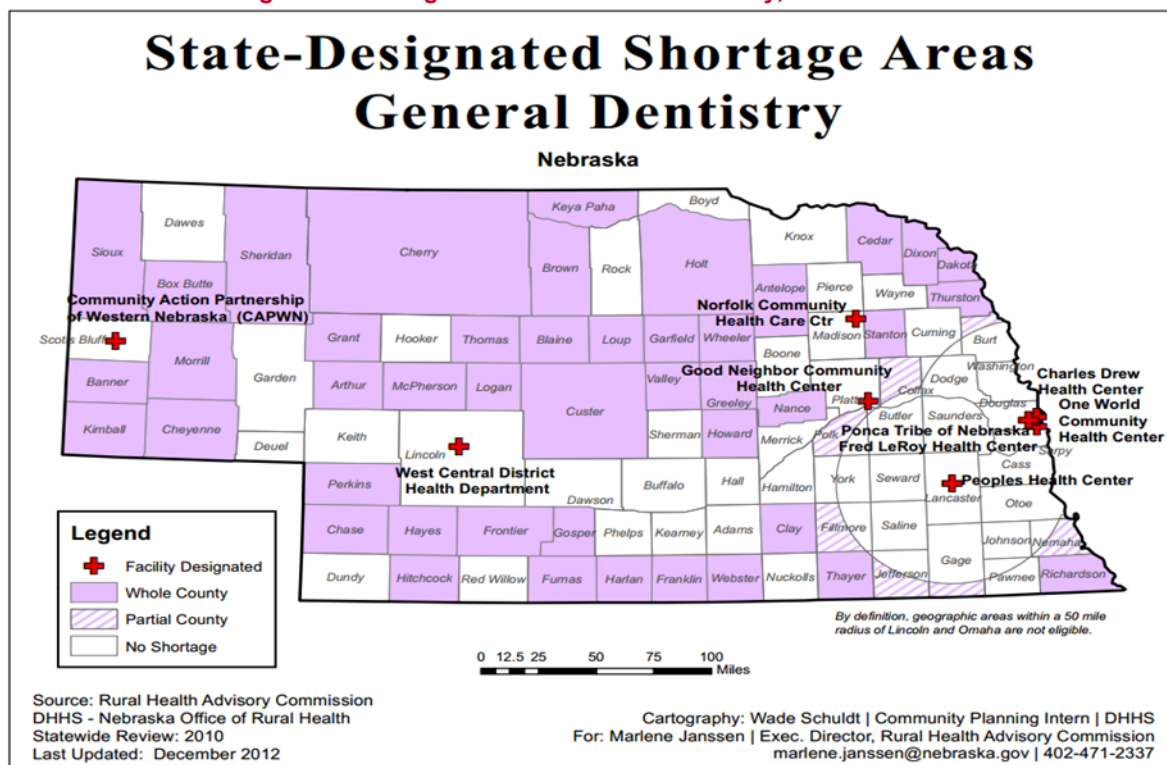 State-Designated Shortage Areas
General Dentistry
Nebraska
Boyd
Keya Paha
Dawes
Knox
Cedar
Sioux
Sheridan
Cherry
Dixon
Brown
Rock
Holt
Dakota
Box Butte
Antelope
Pierce
Wayne
Thurston
Community Action Partnership
of Western Nebraska (CAPWN)
Norfolk Community
Health Care Ctr
Scotts Bluff
Grant
Hooker
Thomas
Blaine
Loup
Garfield
Wheeler
Madison
Stanton
Cuming
Burt
Morrill
Boone
Garden
Good Neighbor Community
Health Center
Washington
Banner
Arthur
McPherson
Logan
Valley
Dodge
Colfax
Charles Drew
Health Center
Custer
Greeley
Nance
Platte
Douglas
One World
Community
Health Center
Kimball
Cheyenne
Butler
Saunders
Keith
Sherman
Howard
Merrick
Polk
Ponca Tribe of Nebraska
Fred LeRoy Health Center
Sarpy
Deuel
Lincoln
West Central District
Health Department
Cass
Perkins
Dawson
Buffalo
Hall
Hamilton
York
Seward
Lancaster
Peoples Health Center
Otoe
Chase
Hayes
Frontier
Gosper
Phelps
Kearney
Adams
Clay
Fillmore
Saline
Johnson
Nemaha
Gage
Dundy
Hitchcock
Red Willow
Furnas
Harlan
Franklin
Webster
Nuckolls
Thayer
Jefferson
Pawnee
Richardson
Legend
Facility Designated
Whole County
Partial County
No Shortage
By definition, geographic areas within a 50 mile
radius of Lincoln and Omaha are not eligible.
0 12.5 25 50 75 100
Miles
Source: Rural Health Advisory Commission
DHHS - Nebraska Office of Rural Health
Statewide Review: 2010
Last Updated: December 2012
Cartography: Wade Schuldt | Community Planning Intern | DHHS
For: Marlene Janssen | Exec. Director, Rural Health Advisory Commission
marlene.janssen@nebraska.gov | 402-471-2337